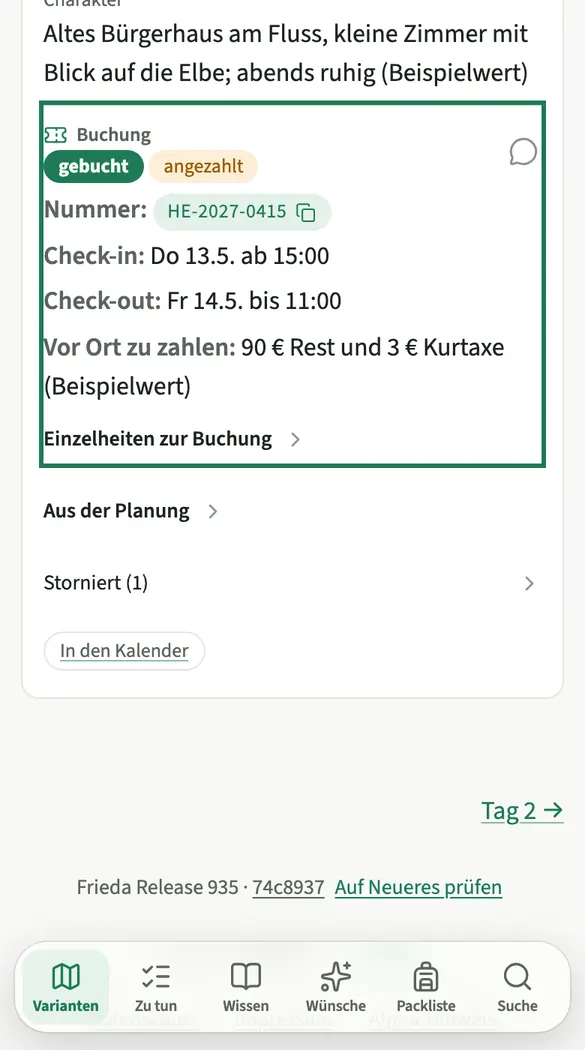 Charakter
Altes Bürgerhaus am Fluss, kleine Zimmer mit
Blick auf die Elbe; abends ruhig (Beispielwert)
Buchung
gebucht angezahlt
Nummer: HE-2027-0415
Check-in: Do 13.5. ab 15:00
Check-out: Fr 14.5. bis 11:00
Vor Ort zu zahlen: 90 € Rest und 3 € Kurtaxe
(Beispielwert)
Einzelheiten zur Buchung
Aus der Planung
Storniert (1)
In den Kalender
Tag 2 →
Frieda Release 935 · 74c8937 Auf Neueres prüfen
Varianten Zu tun Wissen Wünsche Packliste Suche